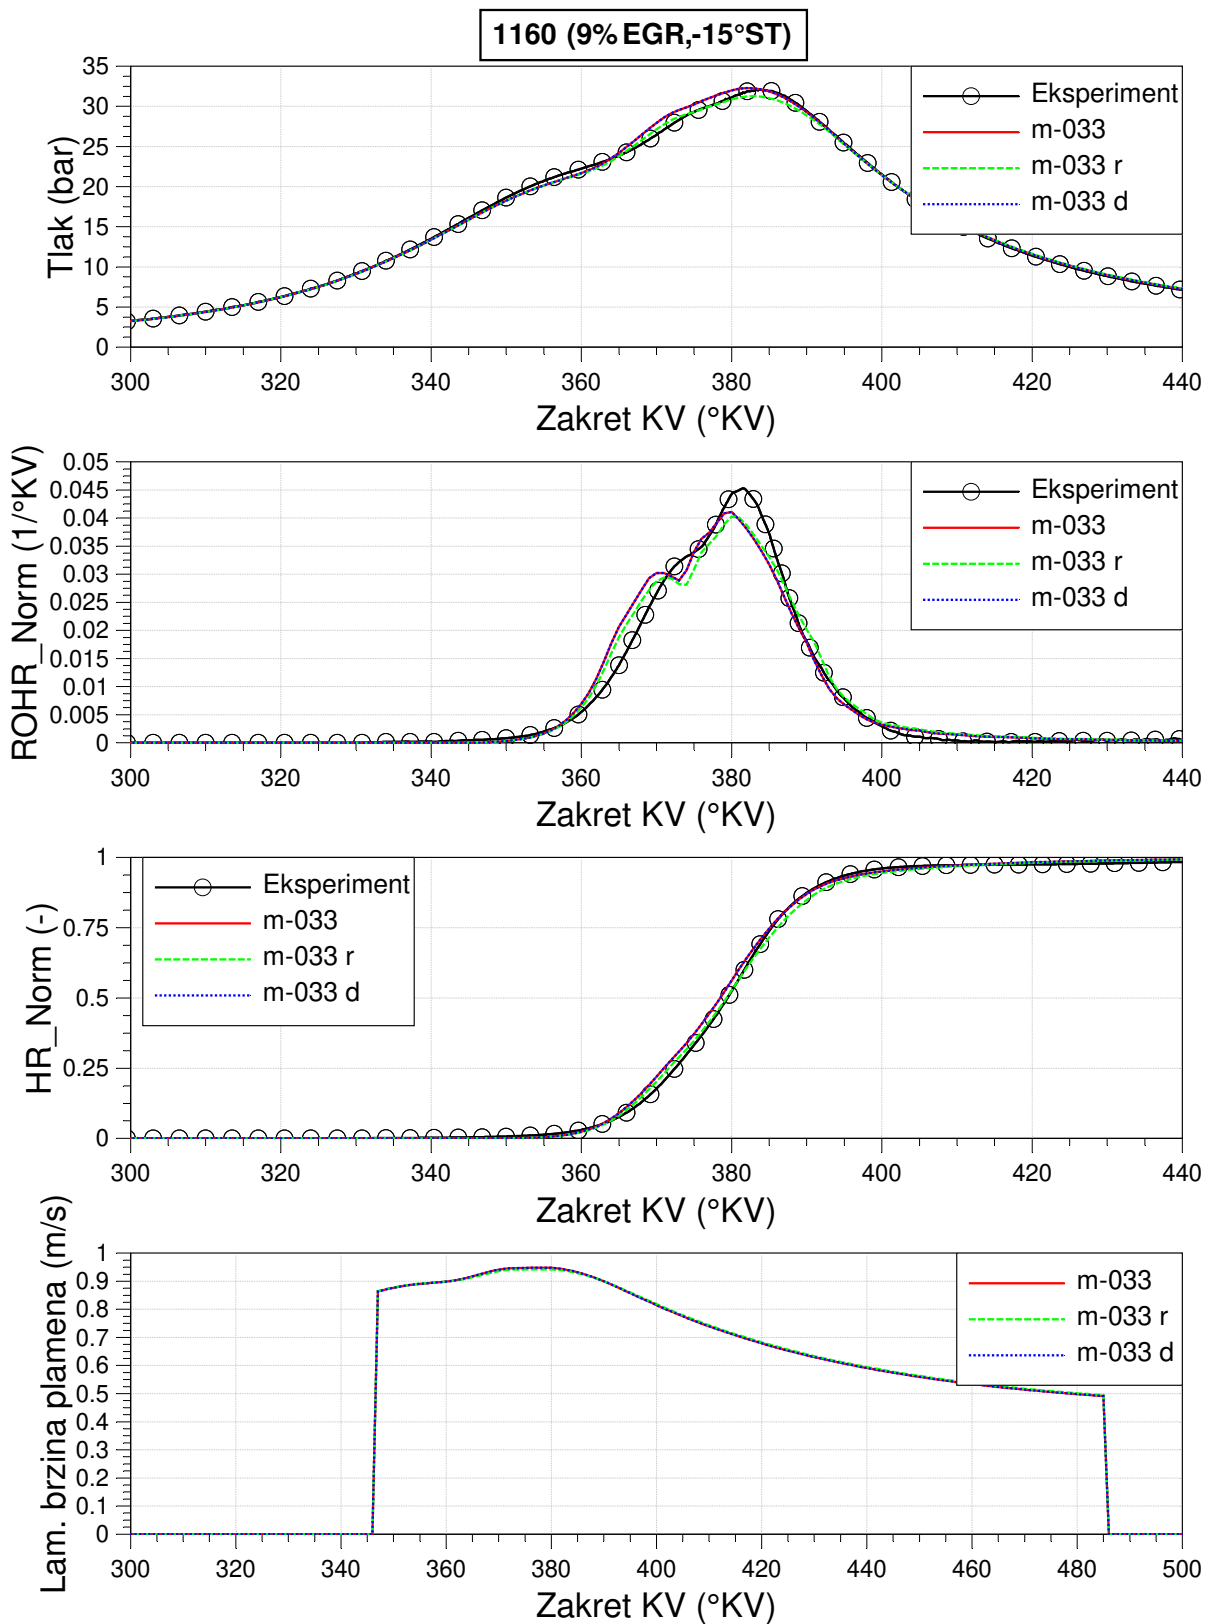 1160 (9%EGR,-15°ST)
Tlak (bar)
35
30
25
20
15
10
5
0
Eksperiment
m-033
m-033 r
m-033 d
300 320 340 360 380 400 420 440
Zakret KV (°KV)
ROHR_Norm (1/°KV)
0.05
0.045
0.04
0.035
0.03
0.025
0.02
0.015
0.01
0.005
0
Eksperiment
m-033
m-033 r
m-033 d
300 320 340 360 380 400 420 440
Zakret KV (°KV)
HR_Norm (-)
1
0.75
0.5
0.25
0
Eksperiment
m-033
m-033 r
m-033 d
300 320 340 360 380 400 420 440
Zakret KV (°KV)
Lam. brzina plamena (m/s)
1
0.9
0.8
0.7
0.6
0.5
0.4
0.3
0.2
0.1
0
m-033
m-033 r
m-033 d
300 320 340 360 380 400 420 440 460 480 500
Zakret KV (°KV)